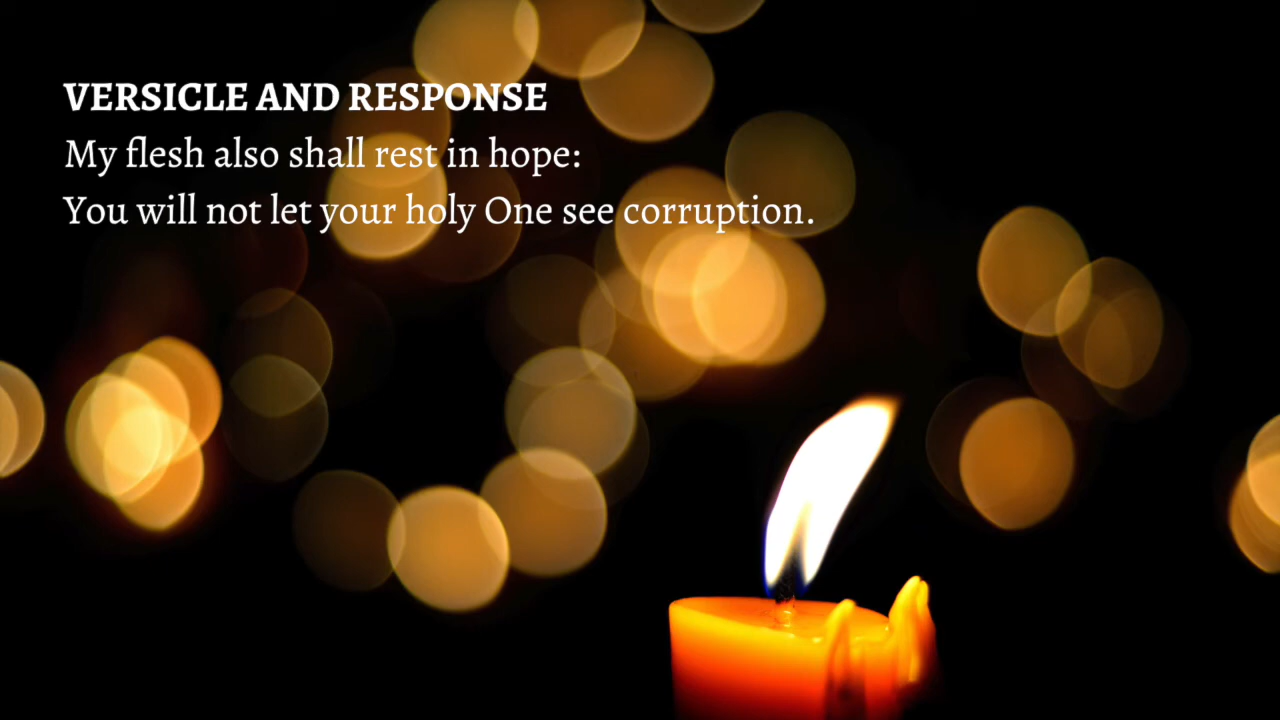 VERSICLE AND RESPONSE
My flesh also shall rest in hope:
You will not let your holy One see corruption.